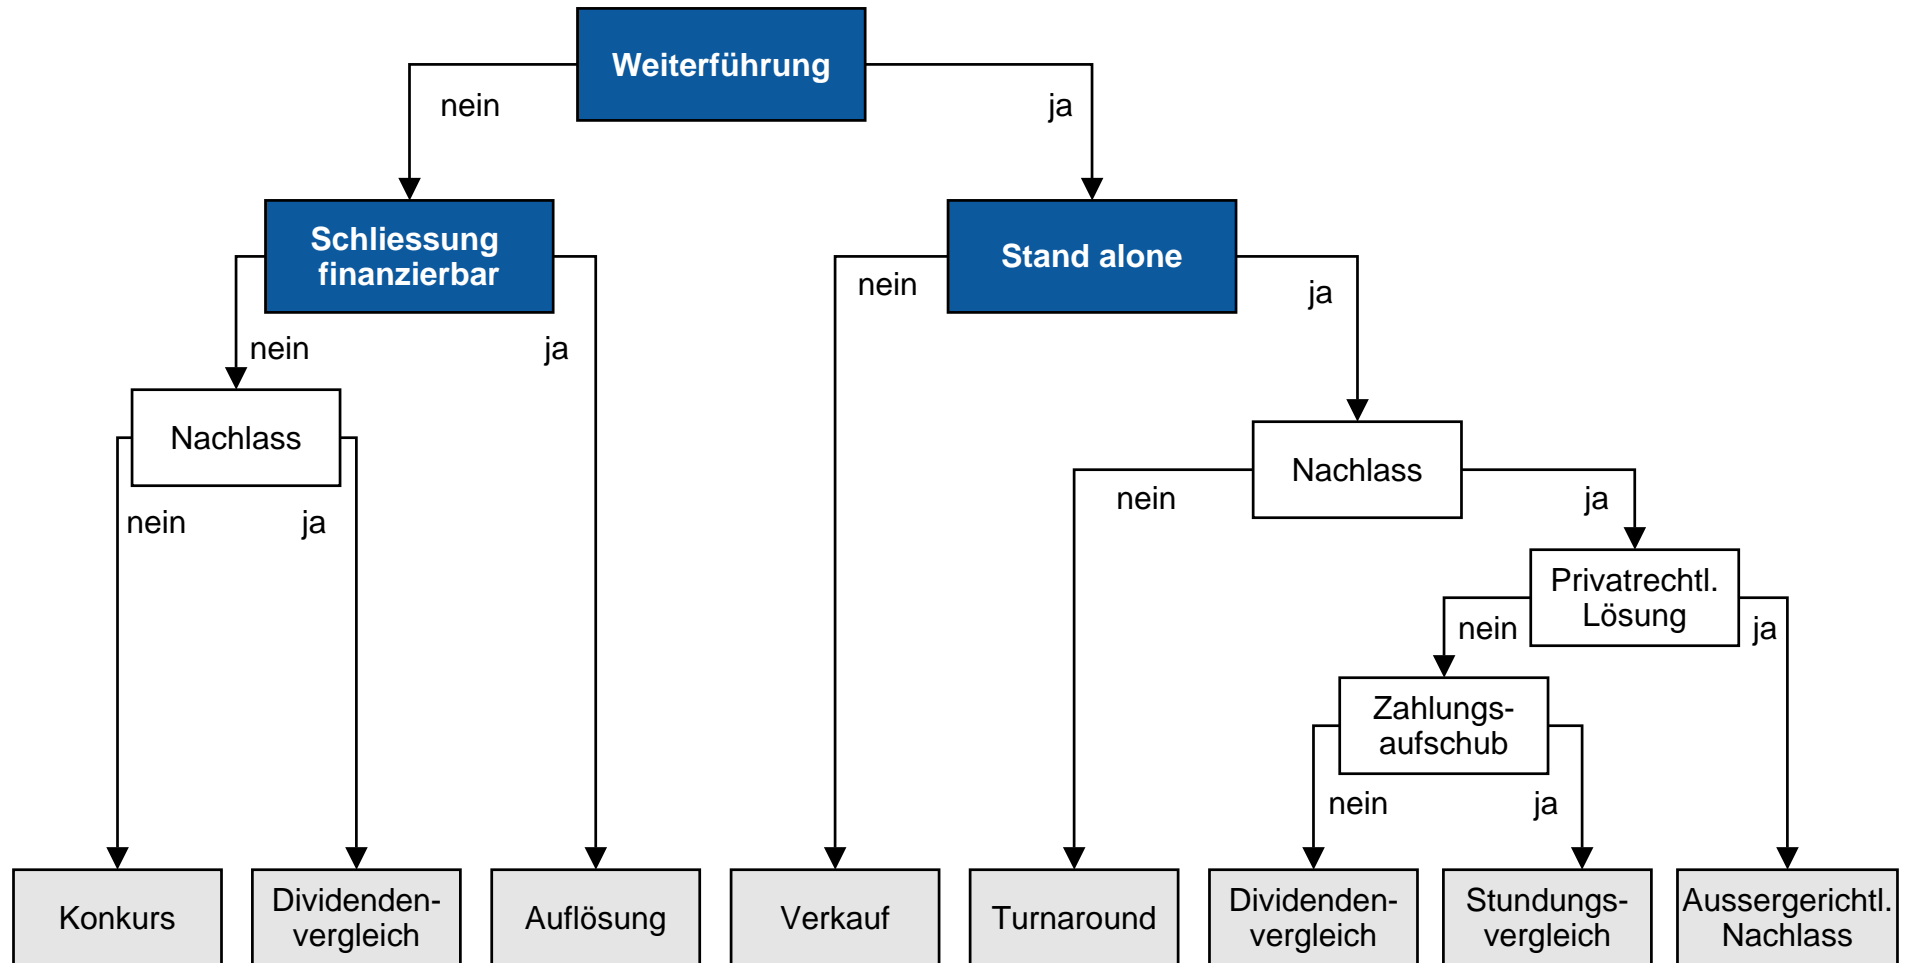 Weiterführung
nein
ja
Schliessung
finanzierbar
Stand alone
nein
ja
nein
ja
Nachlass
Nachlass
nein
ja
nein
ja
Privatrechtl.
Lösung
nein
ja
Zahlungs-
aufschub
nein
ja
Konkurs
Dividenden-
vergleich
Auflösung
Verkauf
Turnaround
Dividenden-
vergleich
Stundungs-
vergleich
Aussergerichtl.
Nachlass